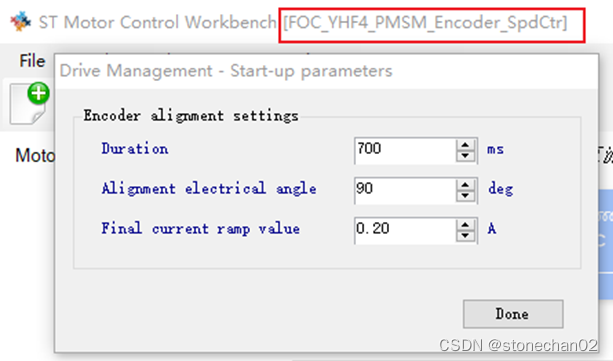 ST Motor Control Workbench [FOC_YHF4_PMSM_Encoder_SpdCtr]
File
Drive Management - Start-up parameters
Encoder alignment settings
Duration 700 ms
Moto
Alignment electrical angle 90 deg
Final current ramp value 0.20 A
C
Done
CSDN @stonechan02